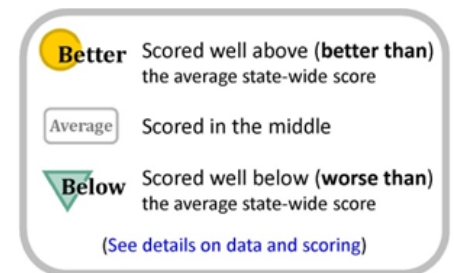 Better Scored well above (better than)
the average state-wide score
Average Scored in the middle
Below Scored well below (worse than)
the average state-wide score
(See details on data and scoring)